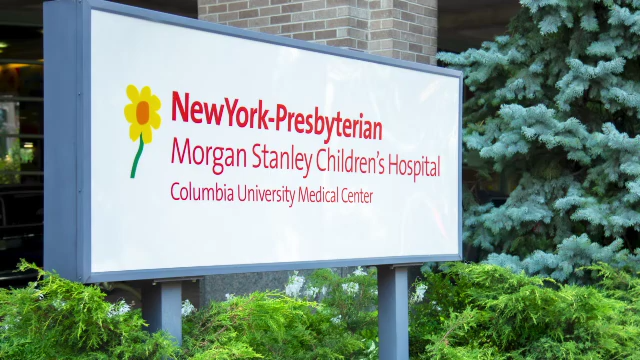 NewYork-Presbyterian
Morgan Stanley Children's Hospital
Columbia University Medical Center